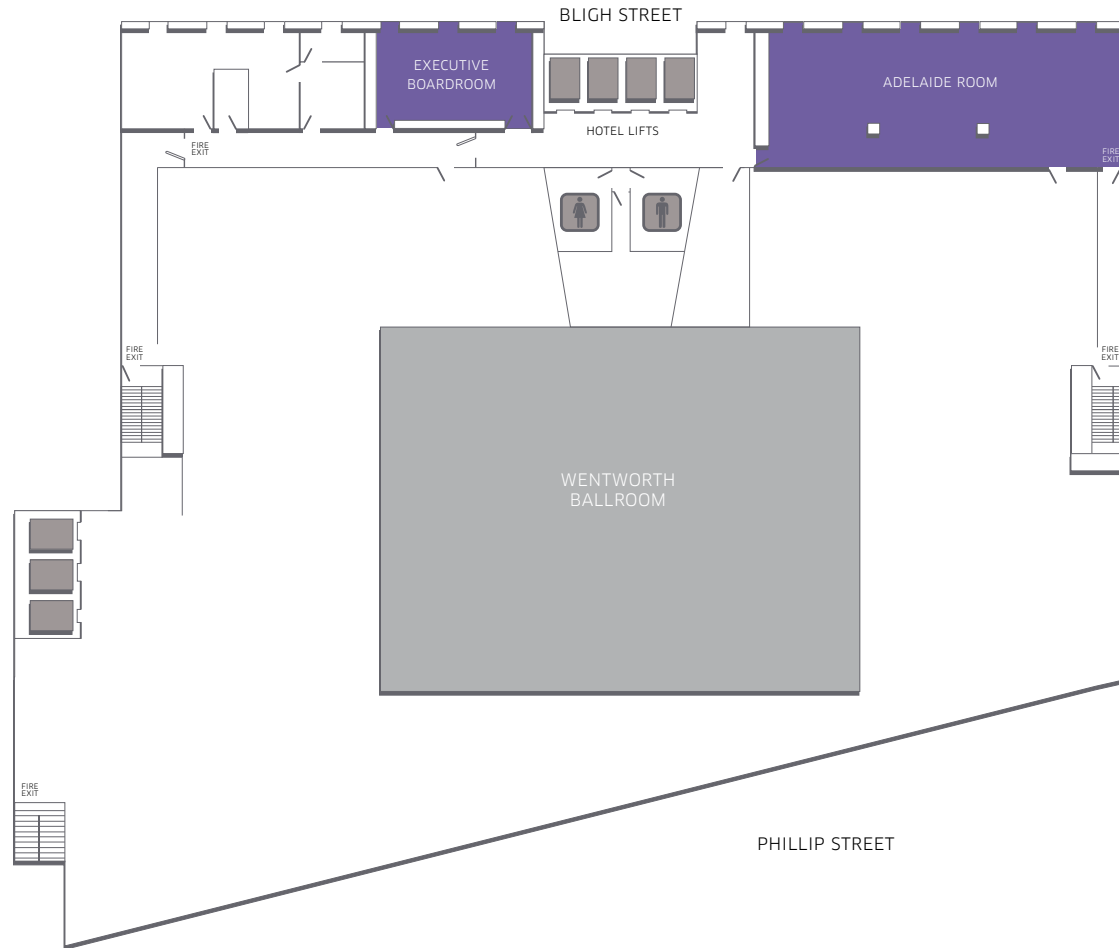 BLIGH STREET
EXECUTIVE
BOARDROOM
ADELAIDE ROOM
HOTEL LIFTS
FIRE
EXIT
FIRE
EXIT
FIRE
EXIT
FIRE
EXIT
WENTWORTH
BALLROOM
FIRE
EXIT
PHILLIP STREET